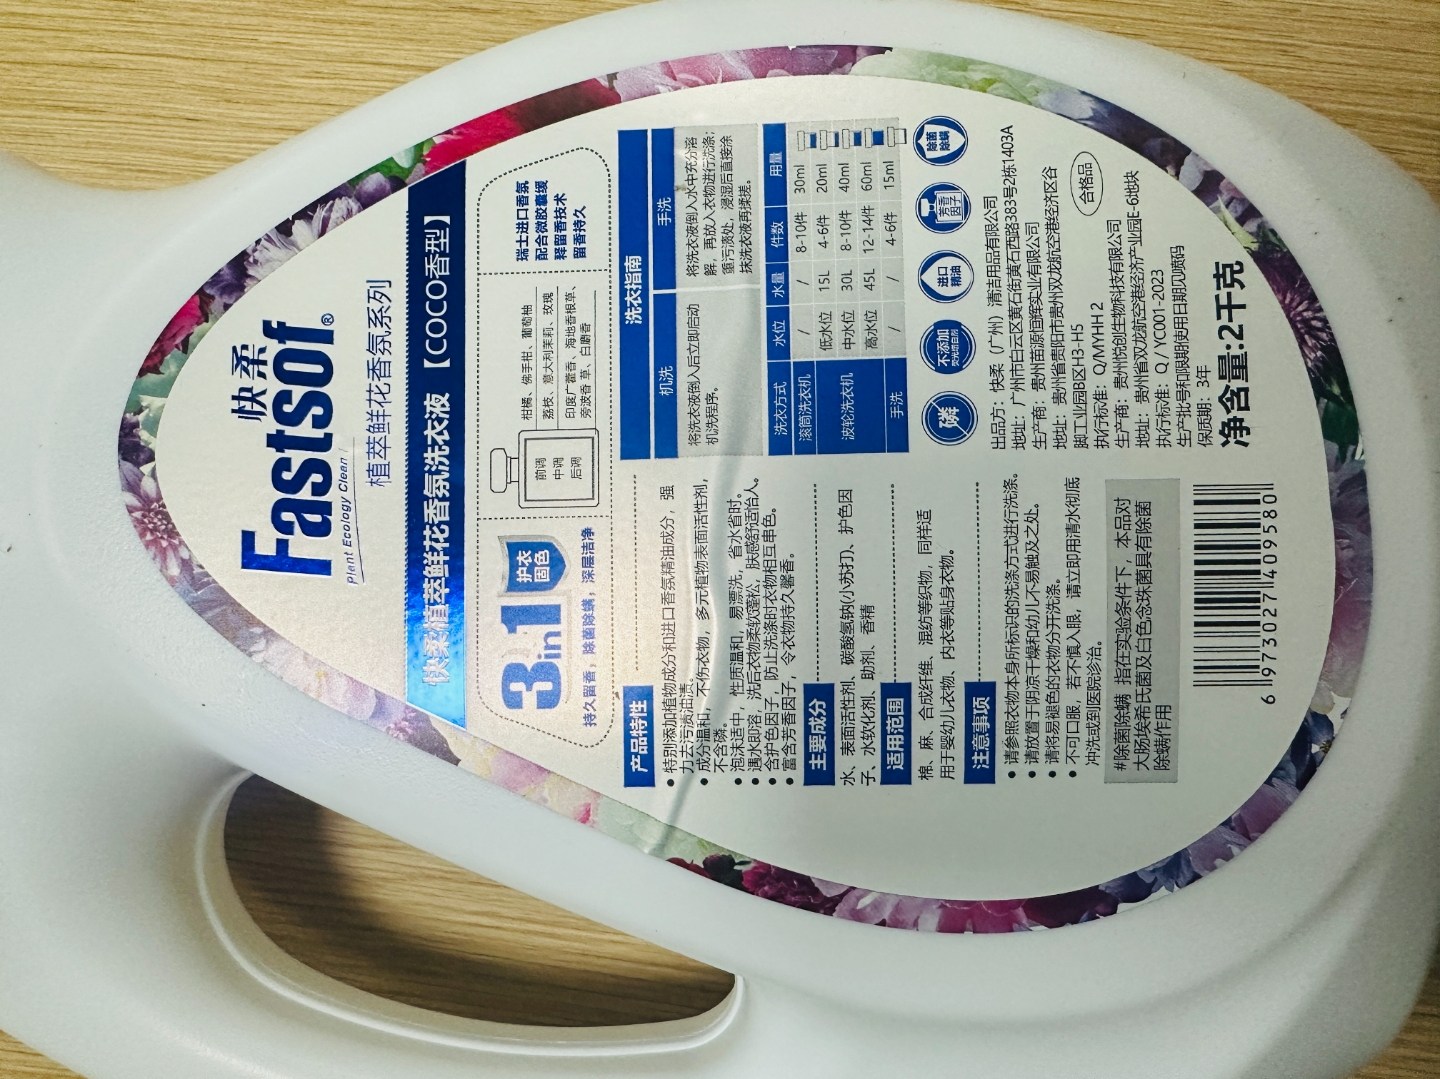 快柔
Fastsof®
Plant Ecology Clean!
植萃鲜花香氛系列
快柔植萃鲜花香氛洗衣液【COCO香型】
3in1
护衣
固色
持久留香，除菌除螨，深层洁净
前调
中调
后调
柑橘、佛手柑、葡萄柚
荔枝、意大利茉莉、玫瑰
印度广藿香、海地香根草、
旁波香草、白麝香
瑞士进口香氛
配合微胶囊缓
释留香技术
留香持久
产品特性
• 特别添加植物成分和进口香氛精油成分，强
力去污渍油渍。
• 成分温和，不伤衣物，多元植物表面活性剂，
不含磷。
• 泡沫适中，性质温和，易漂洗，省水省时。
• 遇水即溶，洗后衣物柔软蓬松，肤感舒适怡人。
• 含护色因子，防止洗涤时衣物相互串色。
• 富含芳香因子，令衣物持久馨香。
主要成分
水、表面活性剂、碳酸氢钠(小苏打)、护色因
子、水软化剂、助剂、香精
适用范围
棉、麻、合成纤维、混纺等织物，同样适
用于婴幼儿衣物、内衣等贴身衣物。
注意事项
• 请参照衣物本身所标识的洗涤方式进行洗涤。
• 请放置于阴凉干燥和幼儿不易触及之处。
• 请将易褪色的衣物分开洗涤。
• 不可口服，若不慎入眼，请立即用清水彻底
冲洗或到医院诊治。
#除菌除螨 指在实验条件下，本品对
大肠埃希氏菌及白色念珠菌具有除菌
除螨作用
6 973027 409580
洗衣指南
机洗 手洗
将洗衣液倒入后立即启动
机洗程序。
将洗衣液倒入水中充分溶
解，再放入衣物进行洗涤；
重污渍处，浸湿后直接涂
抹洗衣液再揉搓。
洗衣方式 水位 水量 件数 用量
滚筒洗衣机 / / 8-10件 30ml
波轮洗衣机 低水位 15L 4-6件 20ml
中水位 30L 8-10件 40ml
高水位 45L 12-14件 60ml
手洗 / / 4-6件 15ml
磷
不添加
荧光增白剂
进口
精油
芳香
因子
除菌
除螨
出品方：快柔（广州）清洁用品有限公司
地址：广州市白云区黄石街黄石西路383号2栋1403A
生产商：贵州苗源恒晖实业有限公司
地址：贵州省贵阳市贵州双龙航空港经济区谷
脚工业园B区H3-H5
执行标准：Q/MYHH 2
合格品
生产商：贵州悦创生物科技有限公司
地址：贵州省双龙航空港经济产业园E-6地块
执行标准：Q / YC001-2023
生产批号和限期使用日期见喷码
保质期：3年
净含量:2千克